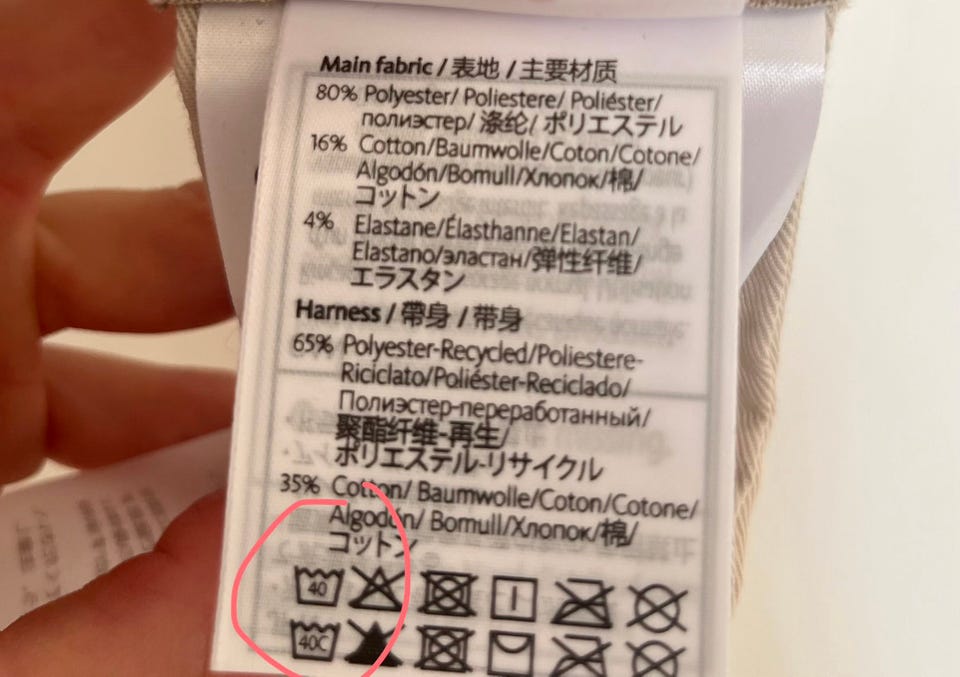 Main fabric / 表地 / 主要材质
80% Polyester/ Poliestere/ Poliéster/
полиэстер/ 涤纶/ ポリエステル
16% Cotton/Baumwolle/Coton/Cotone/
Algodón/Bomull/Хлопок/棉/
コットン
4% Elastane/Élasthanne/Elastan/
Elastano/эластан/弹性纤维/
エラスタン
Harness / 帶身 / 带身
65% Polyester-Recycled/Poliestere-
Riciclato/Poliéster-Reciclado/
Полиэстер-переработанный/
聚酯纤维-再生/
ポリエステル-リサイクル
35% Cotton/ Baumwolle/Coton/Cotone/
Algodón/ Bomull/Хлопок/棉/
コットン
40
40C